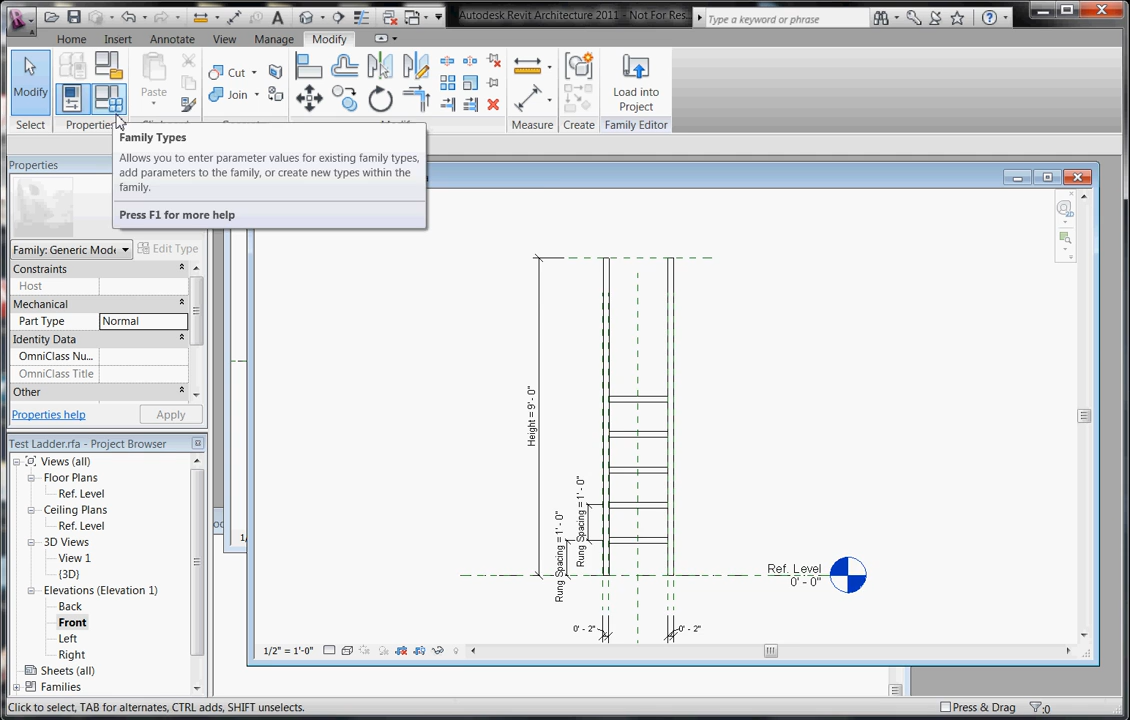 Autodesk Revit Architecture 2011 - Not For Res...
Type a keyword or phrase
Home
Insert
Annotate
View
Manage
Modify
Modify
Paste
Cut
Join
Load into
Project
Select
Properties
Modify
Measure
Create
Family Editor
Family Types
Allows you to enter parameter values for existing family types,
add parameters to the family, or create new types within the
family.
Press F1 for more help
Properties
Family: Generic Mode
Edit Type
Constraints
Host
Mechanical
Part Type
Normal
Identity Data
OmniClass Nu...
OmniClass Title
Other
Properties help
Apply
Test Ladder.rfa - Project Browser
Views (all)
Floor Plans
Ref. Level
Ceiling Plans
Ref. Level
3D Views
View 1
{3D}
Elevations (Elevation 1)
Back
Front
Left
Right
Sheets (all)
Families
Height = 9' - 0"
Rung Spacing = 1' - 0"
Rung Spacing = 1' - 0"
Ref. Level
0' - 0"
0' - 2"
0' - 2"
1/2" = 1'-0"
Click to select, TAB for alternates, CTRL adds, SHIFT unselects.
Press & Drag
:0